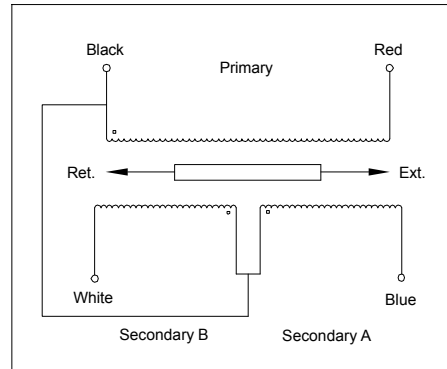 Black
Primary
Red
Ret.
Ext.
White
Blue
Secondary B
Secondary A